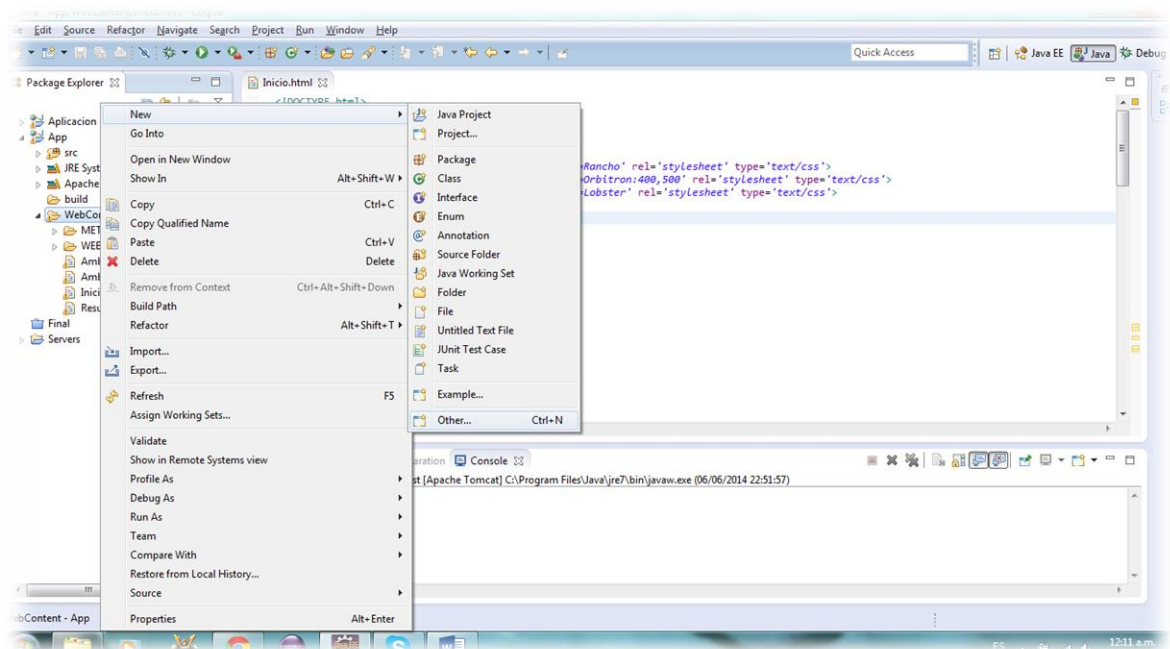 Edit Source Refactor Navigate Search Project Run Window Help
Quick Access
Java EE
Java
Debug
Package Explorer
Inicio.html
<!DOCTYPE html>
Aplicacion
App
src
JRE Syst
Apache
build
WebCon
MET
WEB
Amb
Amb
Inici
Resu
Final
Servers
New
Go Into
Open in New Window
Show In Alt+Shift+W
Copy Ctrl+C
Copy Qualified Name
Paste Ctrl+V
Delete Delete
Remove from Context Ctrl+Alt+Shift+Down
Build Path
Refactor Alt+Shift+T
Import...
Export...
Refresh F5
Assign Working Sets...
Validate
Show in Remote Systems view
Profile As
Debug As
Run As
Team
Compare With
Restore from Local History...
Source
Properties Alt+Enter
Java Project
Project...
Package
Class
Interface
Enum
Annotation
Source Folder
Java Working Set
Folder
File
Untitled Text File
JUnit Test Case
Task
Example...
Other... Ctrl+N
=Rancho' rel='stylesheet' type='text/css'>
=Orbitron:400,500' rel='stylesheet' type='text/css'>
=Lobster' rel='stylesheet' type='text/css'>
aration
Console
st [Apache Tomcat] C:\Program Files\Java\jre7\bin\javaw.exe (06/06/2014 22:51:57)
ebContent - App
ES
12:11 a.m.